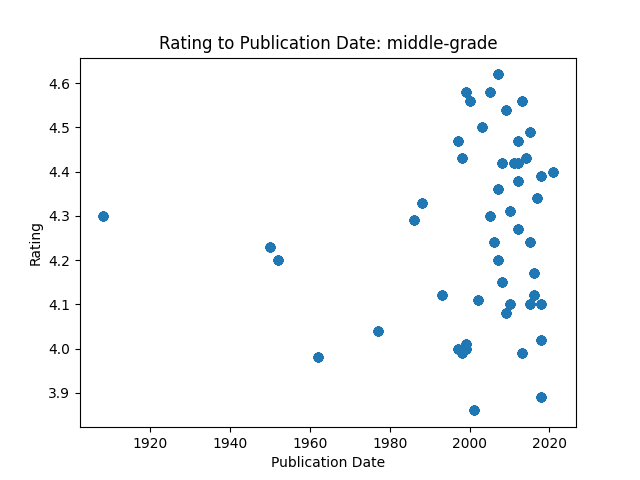 Rating to Publication Date: middle-grade
Rating
4.6
4.5
4.4
4.3
4.2
4.1
4.0
3.9
1920 1940 1960 1980 2000 2020
Publication Date